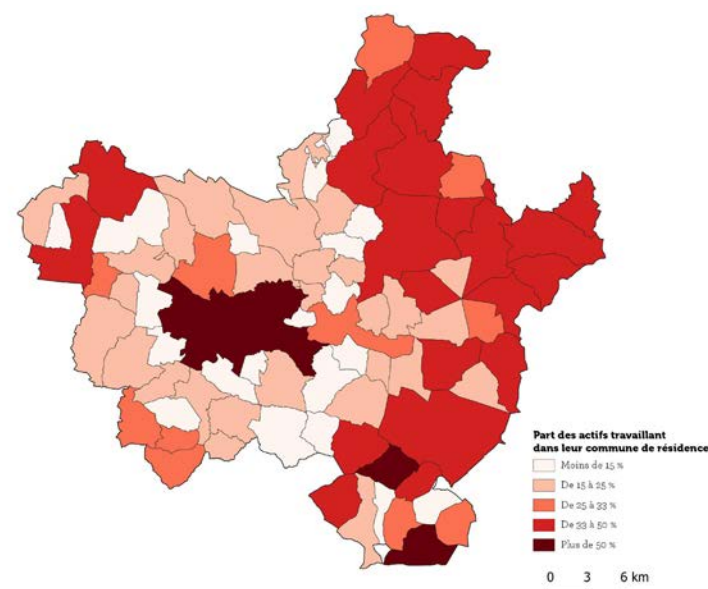 Part des actifs travaillant
dans leur commune de résidence
Moins de 15 %
De 15 à 25 %
De 25 à 33 %
De 33 à 50 %
Plus de 50 %
0 3 6 km